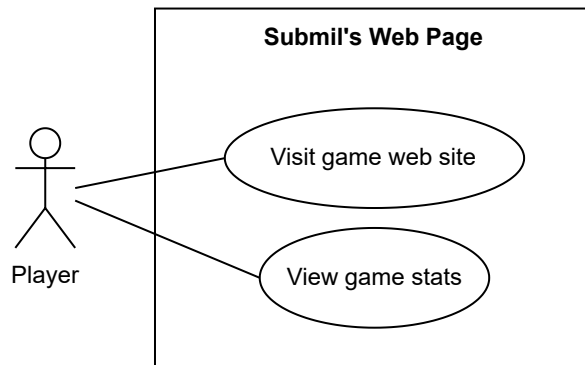 Submil's Web Page
Visit game web site
View game stats
Player